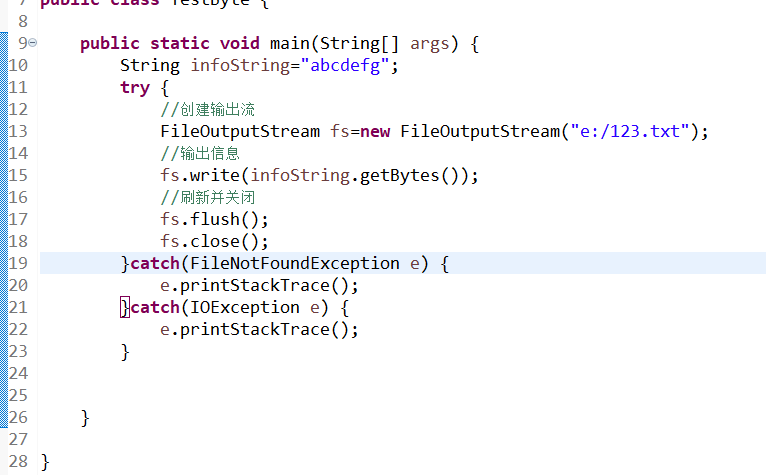 7 public class TestByte {
8
9 public static void main(String[] args) {
10 String infoString="abcdefg";
11 try {
12 //创建输出流
13 FileOutputStream fs=new FileOutputStream("e:/123.txt");
14 //输出信息
15 fs.write(infoString.getBytes());
16 //刷新并关闭
17 fs.flush();
18 fs.close();
19 }catch(FileNotFoundException e) {
20 e.printStackTrace();
21 }catch(IOException e) {
22 e.printStackTrace();
23 }
24
25
26 }
27
28 }